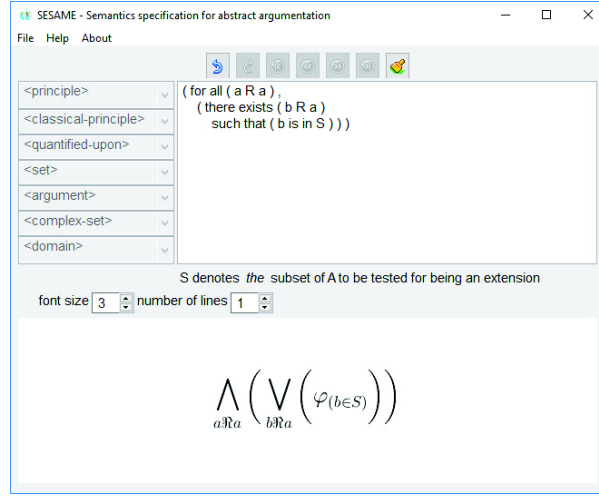 SESAME - Semantics specification for abstract argumentation
File Help About
<principle>
<classical-principle>
<quantified-upon>
<set>
<argument>
<complex-set>
<domain>
( for all ( a R a ) ,
( there exists ( b R a )
such that ( b is in S ) ) )
S denotes the subset of A to be tested for being an extension
font size 3 number of lines 1
⋀ ( ⋁ ( φ(b∈S) ) )
aℜa bℜa